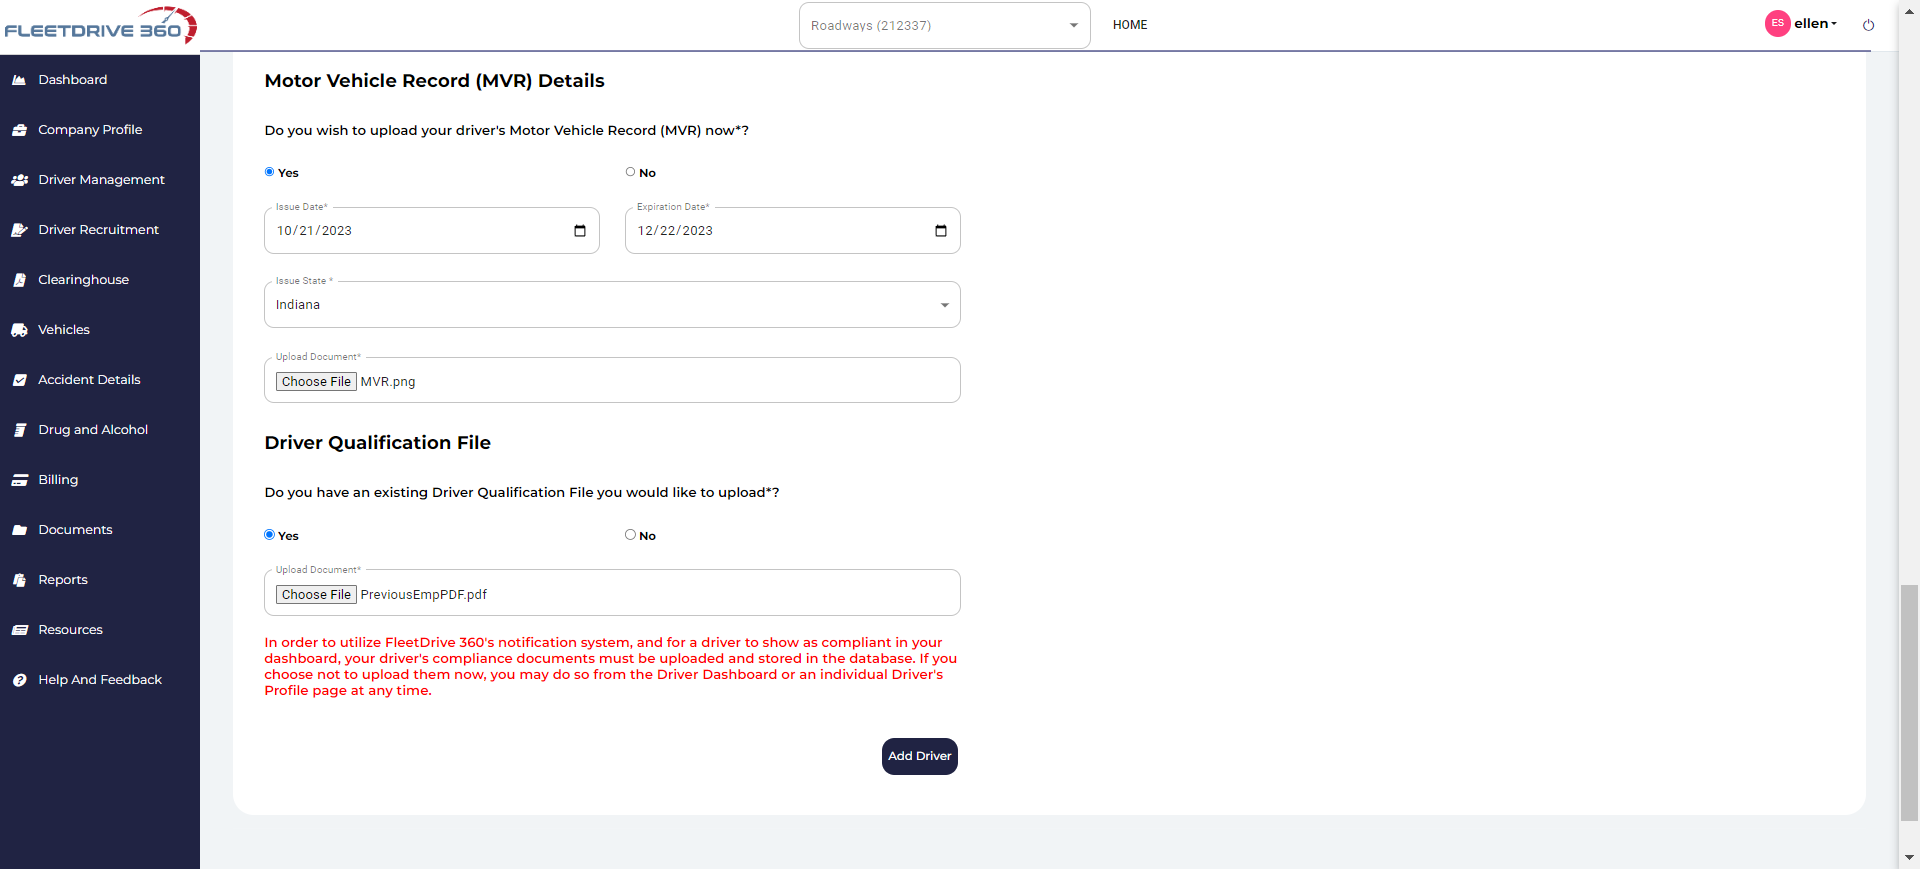 FLEETDRIVE 360
Roadways (212337)
HOME
ES
ellen
Dashboard
Company Profile
Driver Management
Driver Recruitment
Clearinghouse
Vehicles
Accident Details
Drug and Alcohol
Billing
Documents
Reports
Resources
Help And Feedback
Motor Vehicle Record (MVR) Details
Do you wish to upload your driver's Motor Vehicle Record (MVR) now*?
Yes
No
Issue Date*
10/21/2023
Expiration Date*
12/22/2023
Issue State *
Indiana
Upload Document*
Choose File MVR.png
Driver Qualification File
Do you have an existing Driver Qualification File you would like to upload*?
Yes
No
Upload Document*
Choose File PreviousEmpPDF.pdf
In order to utilize FleetDrive 360's notification system, and for a driver to show as compliant in your
dashboard, your driver's compliance documents must be uploaded and stored in the database. If you
choose not to upload them now, you may do so from the Driver Dashboard or an individual Driver's
Profile page at any time.
Add Driver